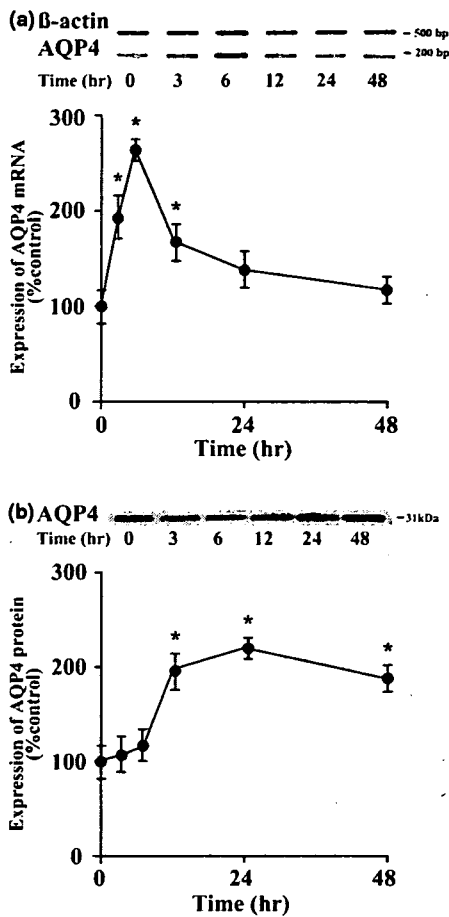 (a) ß-actin
- 500 bp
AQP4
- 200 bp
Time (hr) 0 3 6 12 24 48
Expression of AQP4 mRNA
(%control)
300
200
100
0
* * *
0 24 48
Time (hr)
(b) AQP4
-31kDa
Time (hr) 0 3 6 12 24 48
Expression of AQP4 protein
(%control)
300
200
100
0
* * *
0 24 48
Time (hr)